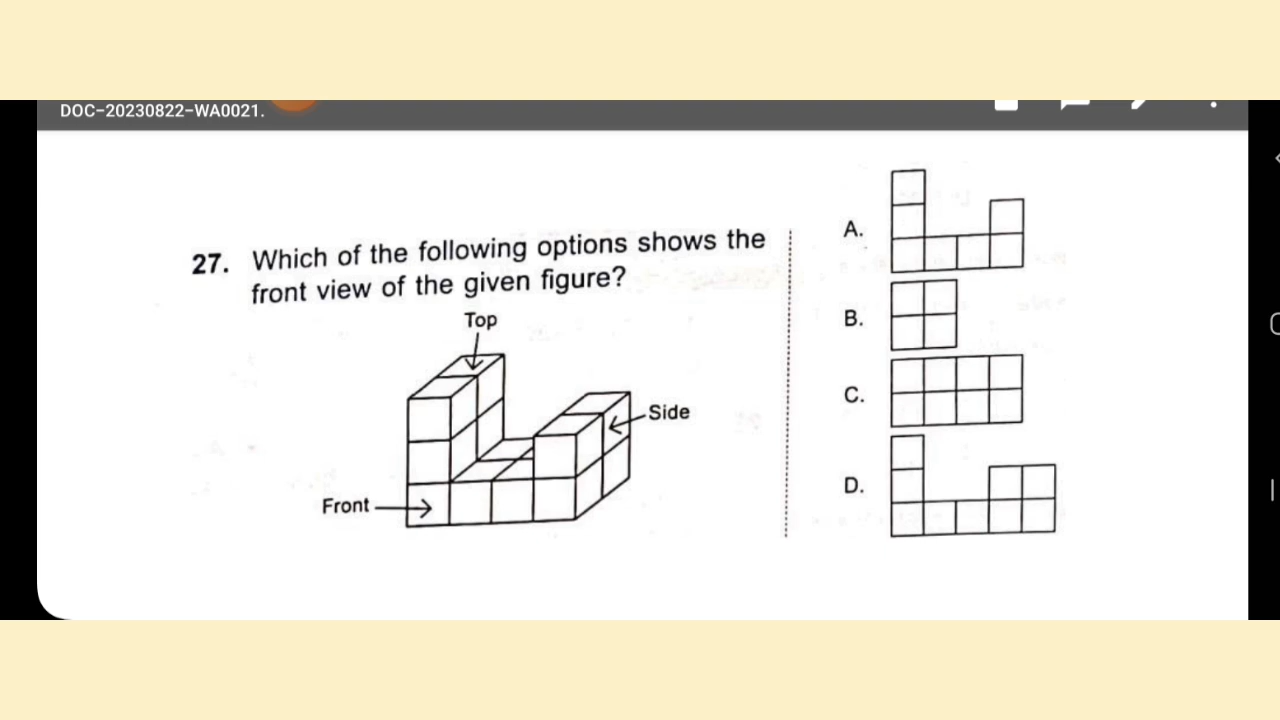 DOC-20230822-WA0021.
27. Which of the following options shows the
front view of the given figure?
Top
Side
Front
A.
B.
C.
D.